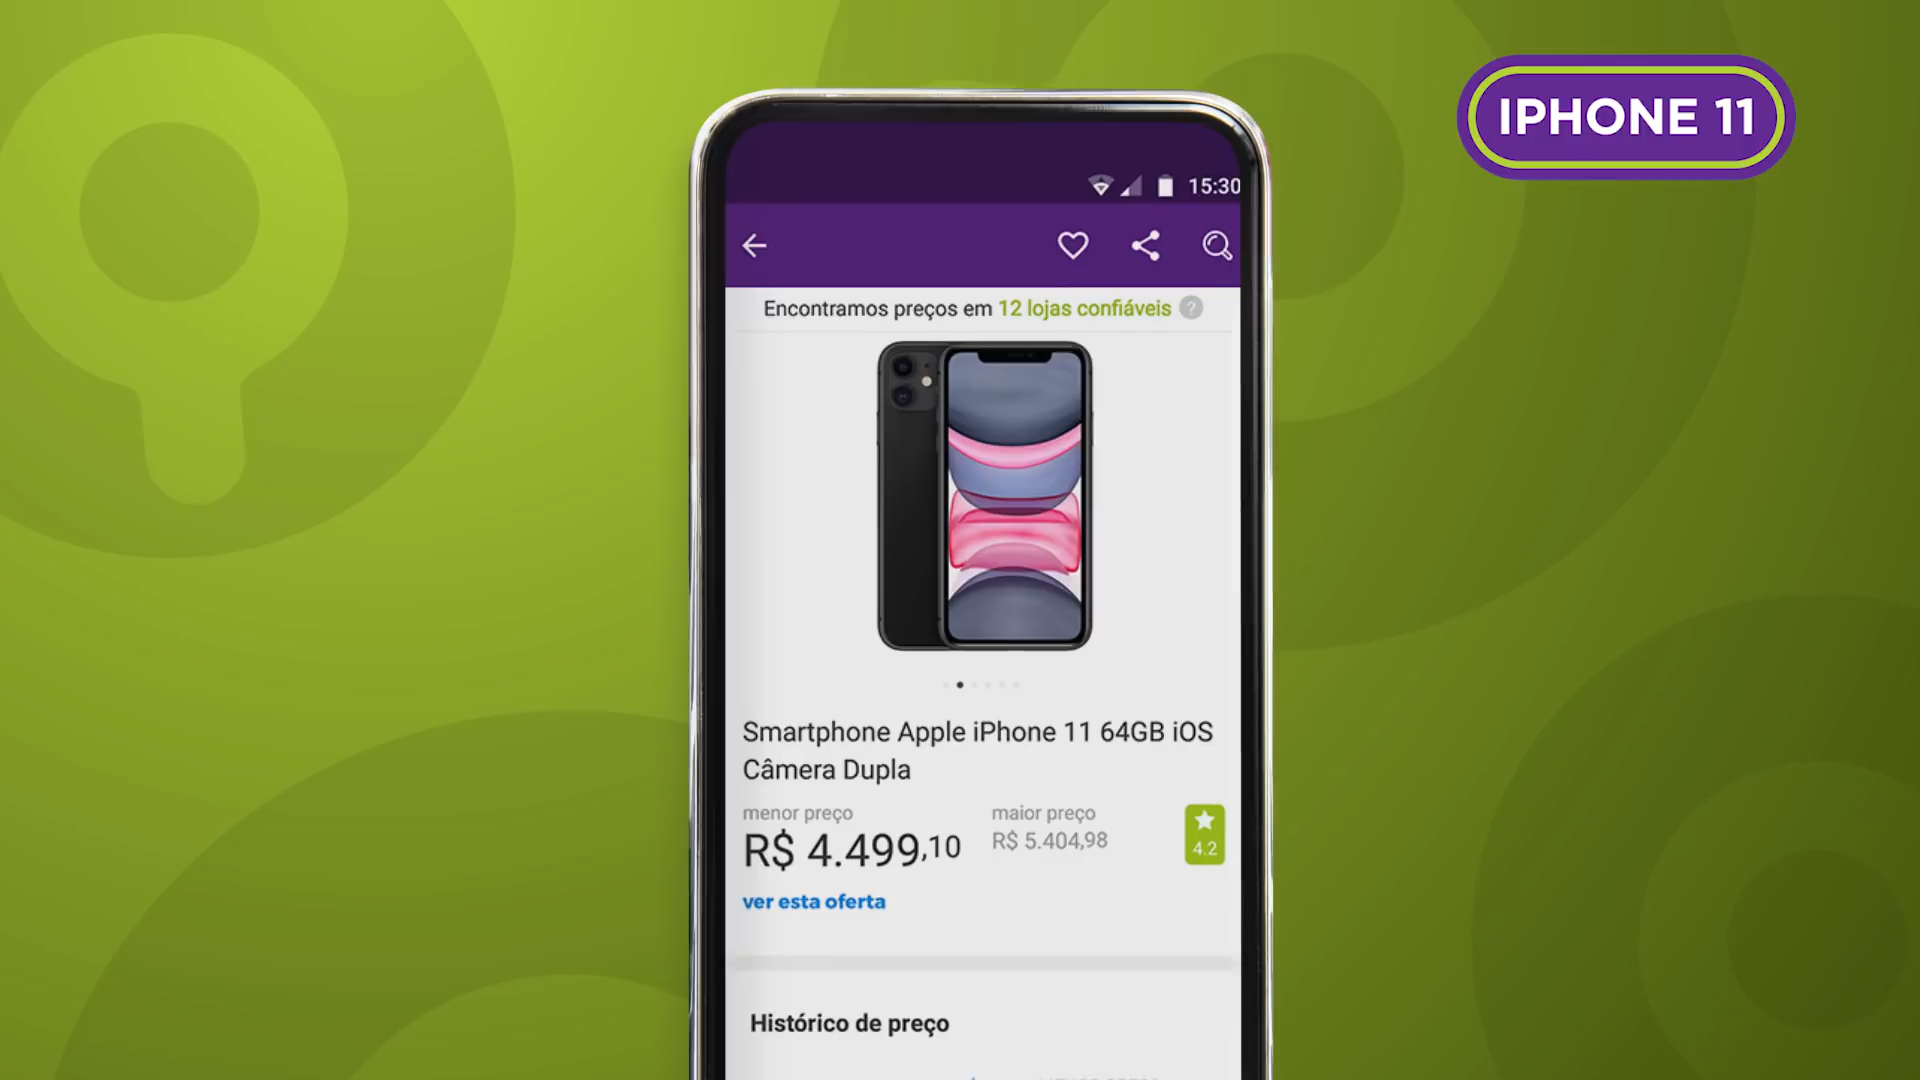 IPHONE 11
15:30
Encontramos preços em 12 lojas confiáveis ?
Smartphone Apple iPhone 11 64GB iOS
Câmera Dupla
menor preço
R$ 4.499,10
maior preço
R$ 5.404,98
4.2
ver esta oferta
Histórico de preço